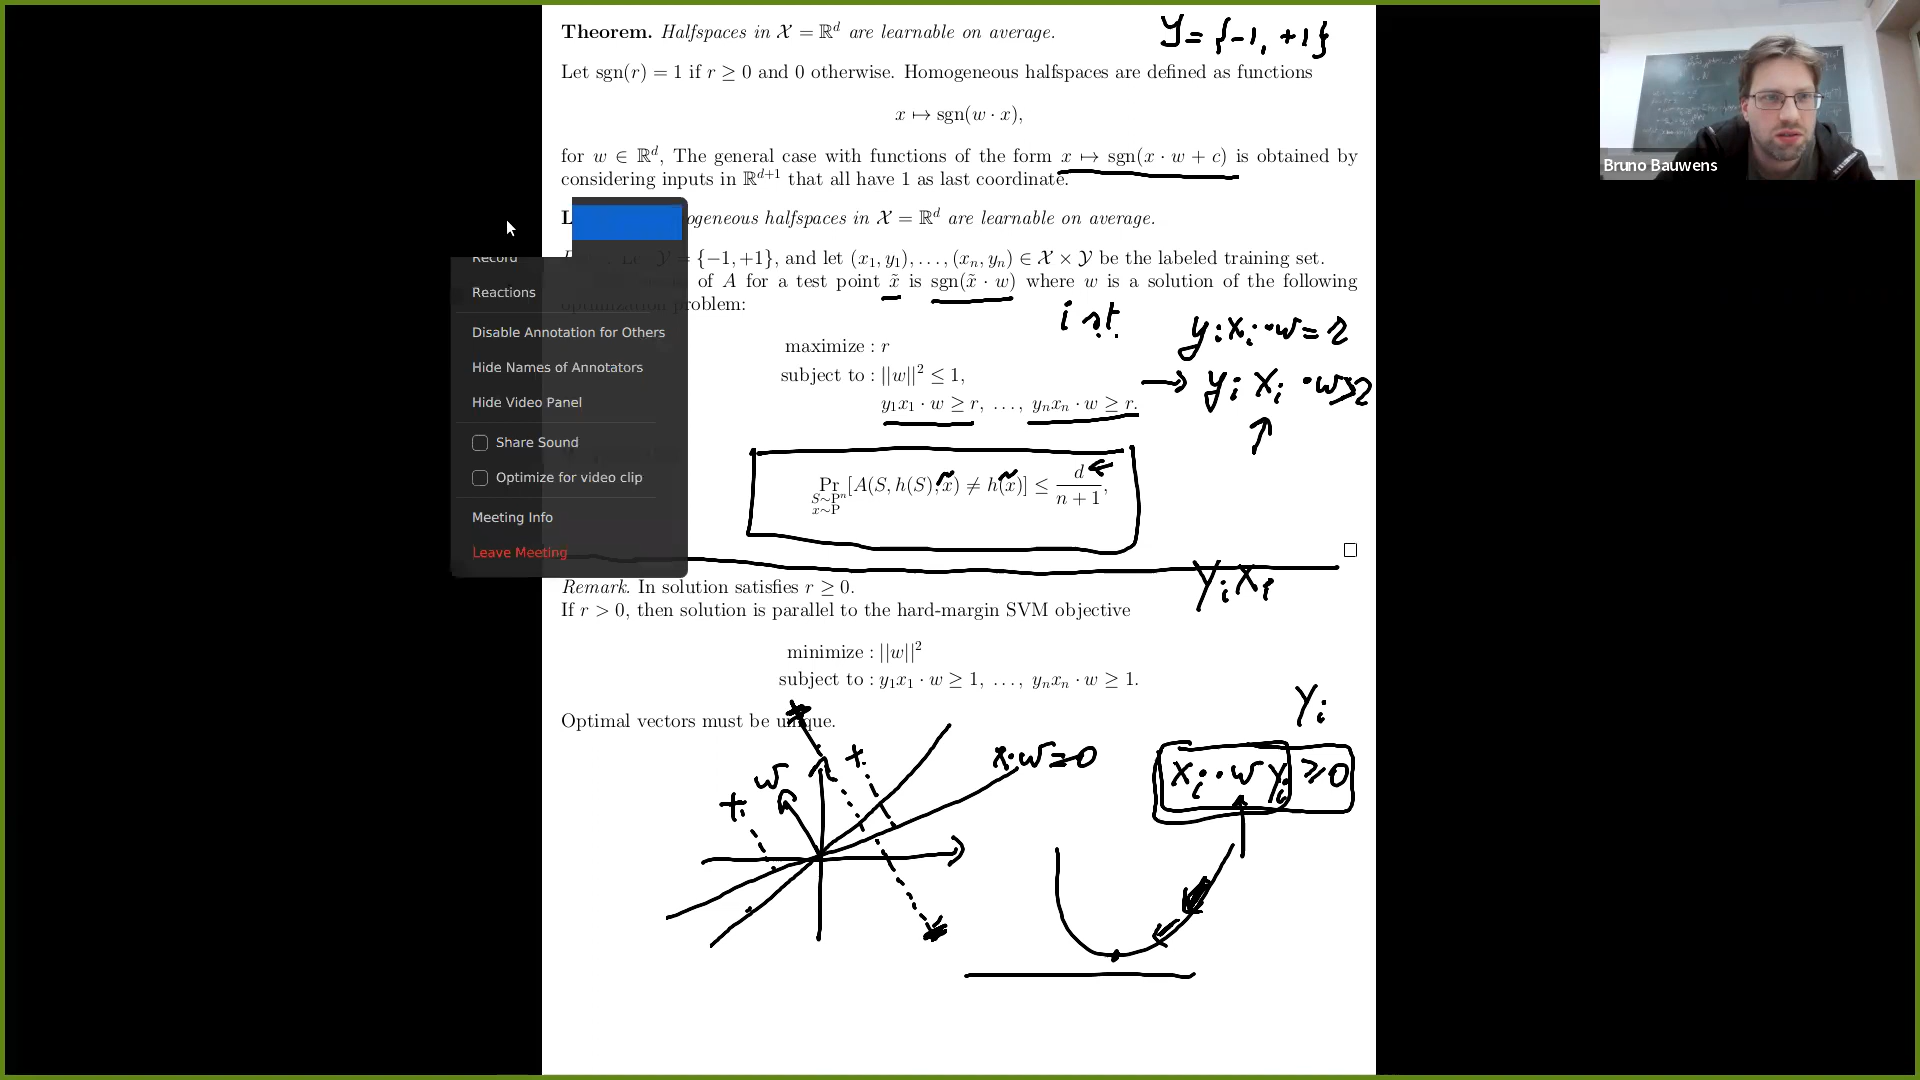 Theorem. Halfspaces in 𝒳 = ℝ^d are learnable on average.
Y = {-1, +1}
Let sgn(r) = 1 if r ≥ 0 and 0 otherwise. Homogeneous halfspaces are defined as functions
x ↦ sgn(w · x),
for w ∈ ℝ^d, The general case with functions of the form x ↦ sgn(x · w + c) is obtained by
considering inputs in ℝ^{d+1} that all have 1 as last coordinate.
Bruno Bauwens
ogeneous halfspaces in 𝒳 = ℝ^d are learnable on average.
𝒴 = {−1, +1}, and let (x_1, y_1), . . . , (x_n, y_n) ∈ 𝒳 × 𝒴 be the labeled training set.
of A for a test point x̃ is sgn(x̃ · w) where w is a solution of the following
optimization problem:
Record
Reactions
Disable Annotation for Others
Hide Names of Annotators
Hide Video Panel
Share Sound
Optimize for video clip
Meeting Info
Leave Meeting
i s.t. y_i x_i · w = r
maximize : r
subject to : ||w||² ≤ 1,
→ y_i x_i · w ≥ r
y_1x_1 · w ≥ r, . . . , y_nx_n · w ≥ r.
Pr [A(S, h(S), x̃) ≠ h(x̃)] ≤ d/(n + 1),
S∼P^n
x∼P
□
Remark. In solution satisfies r ≥ 0.
y_i x_i
If r > 0, then solution is parallel to the hard-margin SVM objective
minimize : ||w||²
subject to : y_1x_1 · w ≥ 1, . . . , y_nx_n · w ≥ 1.
Optimal vectors must be unique.
y_i
w
+
+
x·w=0
x_i · w y_i ≥ 0